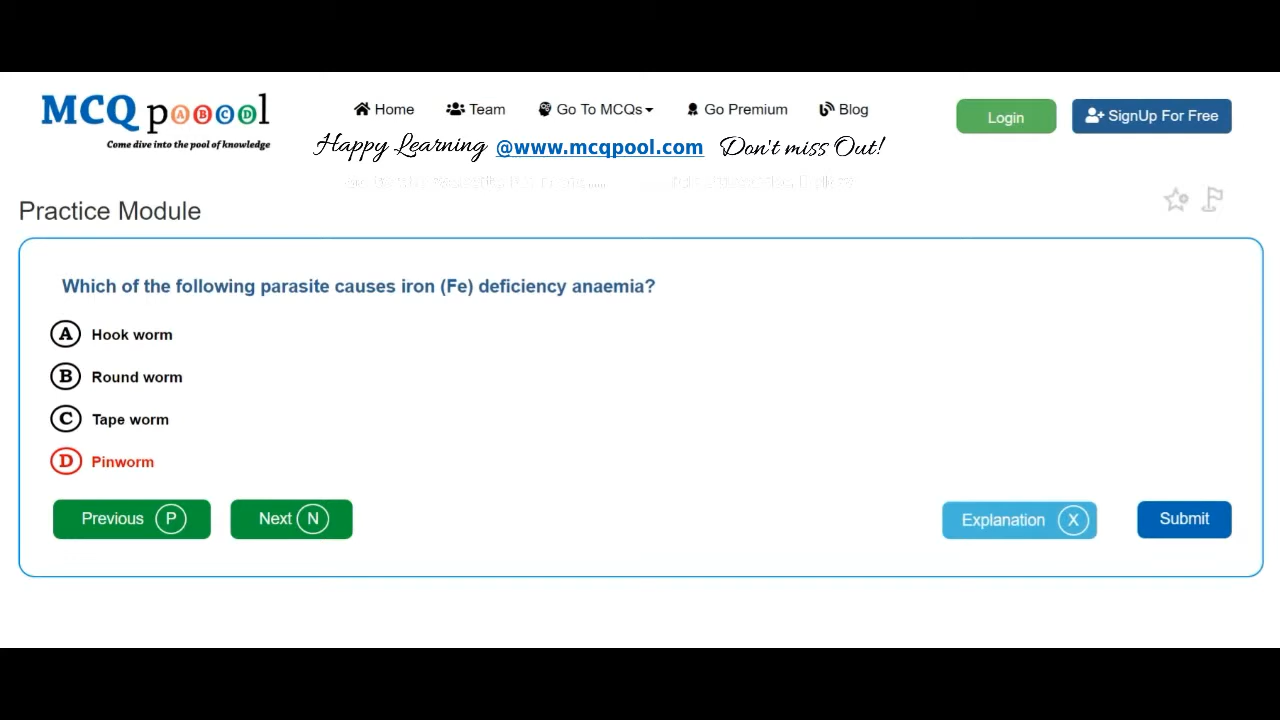 MCQ pooool
Come dive into the pool of knowledge
Home Team Go To MCQs Go Premium Blog
Login SignUp For Free
Happy Learning @www.mcqpool.com Don't miss Out!
Practice Module
Which of the following parasite causes iron (Fe) deficiency anaemia?
A Hook worm
B Round worm
C Tape worm
D Pinworm
Previous P Next N Explanation X Submit